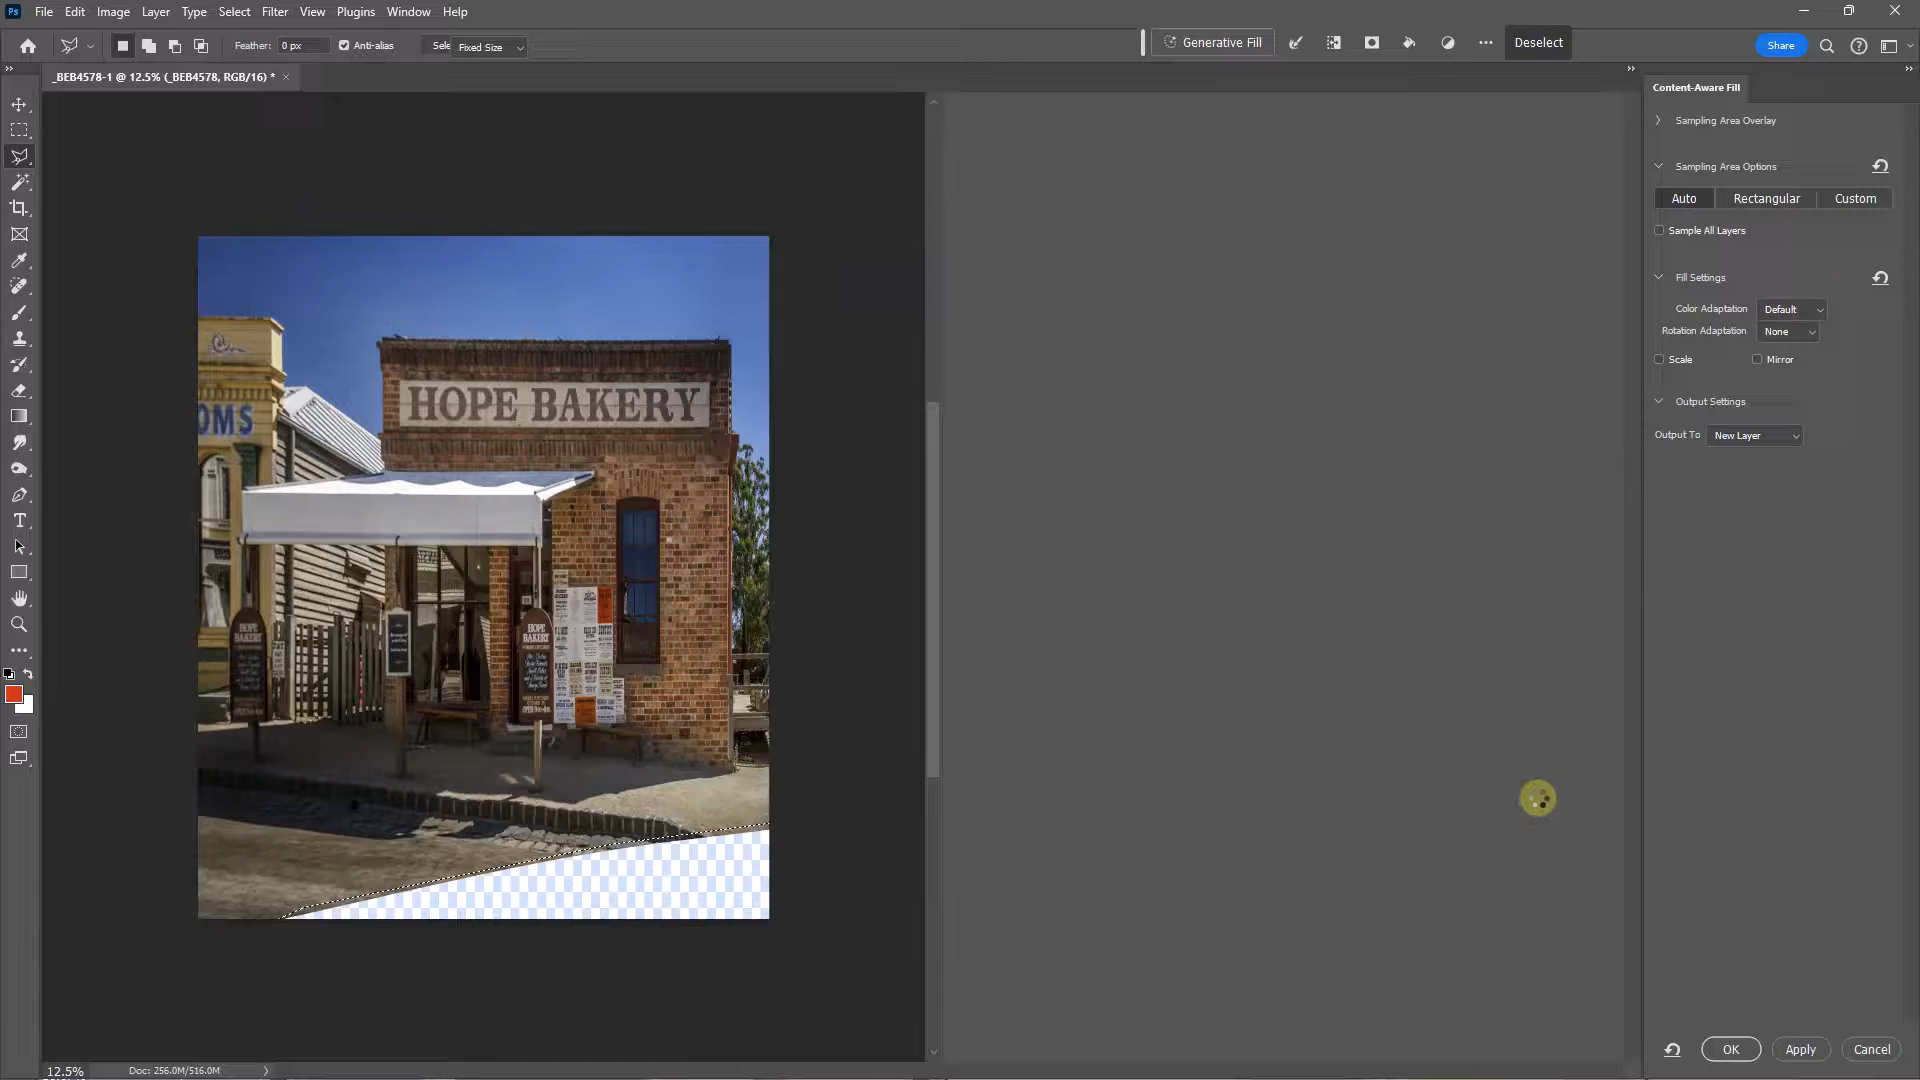 Ps File Edit Image Layer Type Select Filter View Plugins Window Help
Feather: 0 px Anti-alias Sele Fixed Size Generative Fill Deselect Share
_BEB4578-1 @ 12.5% (_BEB4578, RGB/16) *
Content-Aware Fill
Sampling Area Overlay
Sampling Area Options
Auto Rectangular Custom
Sample All Layers
Fill Settings
Color Adaptation Default
Rotation Adaptation None
Scale Mirror
Output Settings
Output To New Layer
HOPE BAKERY
OMS
HOPE
BAKERY
HOPE
BAKERY
12.5% Doc: 256.0M/516.0M
OK Apply Cancel